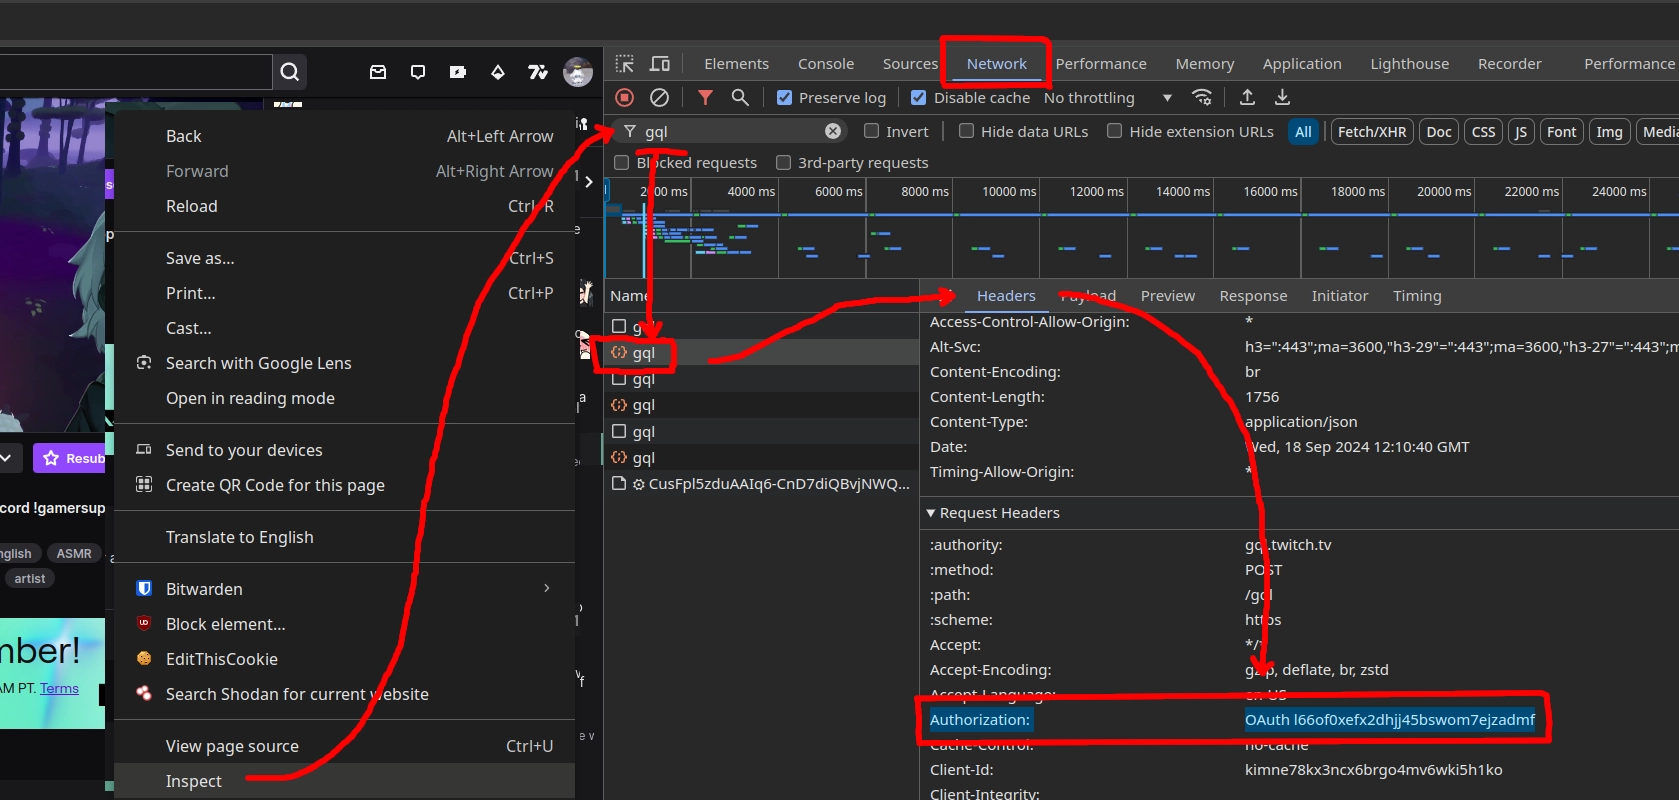 Elements Console Sources Network Performance Memory Application Lighthouse Recorder Performance
Preserve log Disable cache No throttling
gql Invert Hide data URLs Hide extension URLs All Fetch/XHR Doc CSS JS Font Img Media
Blocked requests 3rd-party requests
2000 ms 4000 ms 6000 ms 8000 ms 10000 ms 12000 ms 14000 ms 16000 ms 18000 ms 20000 ms 22000 ms 24000 ms
Back Alt+Left Arrow
Forward Alt+Right Arrow
Reload Ctrl+R
Save as... Ctrl+S
Print... Ctrl+P
Cast...
Search with Google Lens
Open in reading mode
Send to your devices
Create QR Code for this page
Translate to English
Bitwarden
Block element...
EditThisCookie
Search Shodan for current website
View page source Ctrl+U
Inspect
Resub
cord !gamersup
nglish ASMR
artist
mber!
AM PT. Terms
Name
gql
gql
gql
gql
gql
gql
CusFpl5zduAAIq6-CnD7diQBvjNWQ...
Headers Payload Preview Response Initiator Timing
Access-Control-Allow-Origin: *
Alt-Svc: h3=":443";ma=3600,"h3-29"=":443";ma=3600,"h3-27"=":443";m
Content-Encoding: br
Content-Length: 1756
Content-Type: application/json
Date: Wed, 18 Sep 2024 12:10:40 GMT
Timing-Allow-Origin: *
Request Headers
:authority: gql.twitch.tv
:method: POST
:path: /gql
:scheme: https
Accept: */*
Accept-Encoding: gzip, deflate, br, zstd
Accept-Language: en-US
Authorization: OAuth l66of0xefx2dhjj45bswom7ejzadmf
Cache-Control: no-cache
Client-Id: kimne78kx3ncx6brgo4mv6wki5h1ko
Client-Integrity: